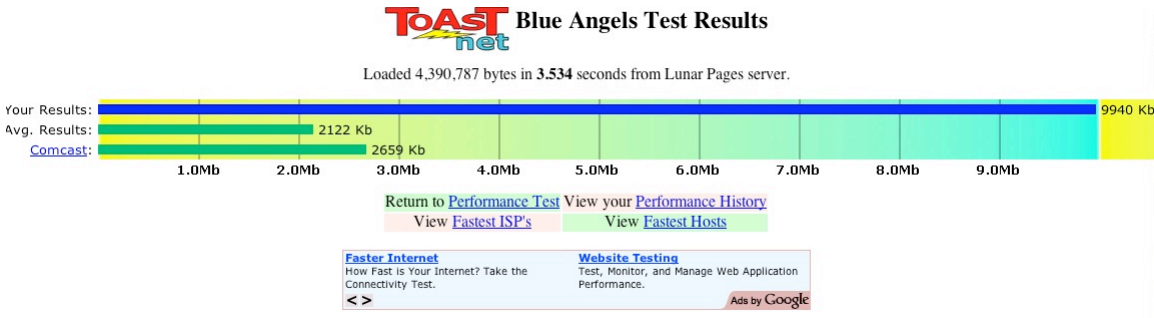 TOAST net Blue Angels Test Results
Loaded 4,390,787 bytes in 3.534 seconds from Lunar Pages server.
Your Results: 9940 Kb
Avg. Results: 2122 Kb
Comcast: 2659 Kb
1.0Mb 2.0Mb 3.0Mb 4.0Mb 5.0Mb 6.0Mb 7.0Mb 8.0Mb 9.0Mb
Return to Performance Test View your Performance History
View Fastest ISP's View Fastest Hosts
Faster Internet
How Fast is Your Internet? Take the
Connectivity Test.
Website Testing
Test, Monitor, and Manage Web Application
Performance.
< >
Ads by Google